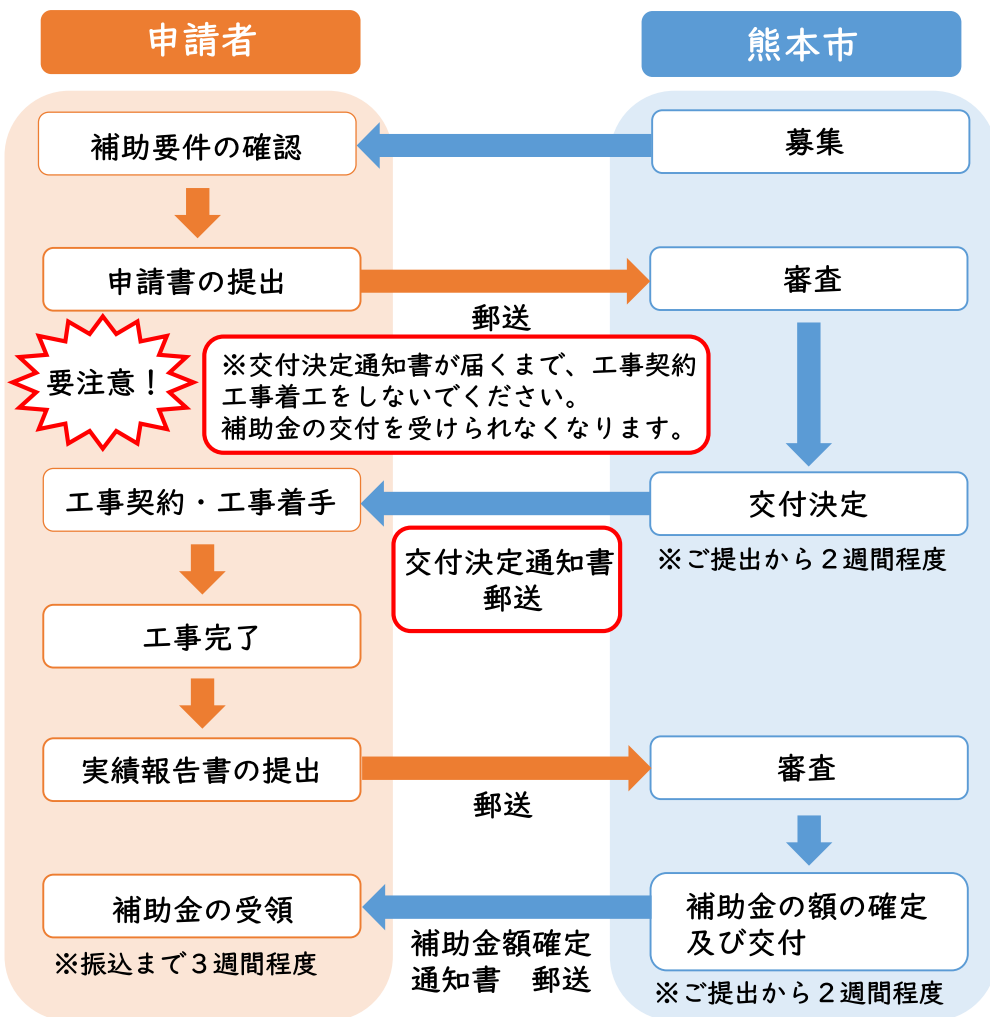 申請者
熊本市
補助要件の確認
募集
申請書の提出
郵送
審査
要注意！
※交付決定通知書が届くまで、工事契約
工事着工をしないでください。
補助金の交付を受けられなくなります。
工事契約・工事着手
交付決定通知書
郵送
交付決定
※ご提出から２週間程度
工事完了
実績報告書の提出
郵送
審査
補助金の受領
※振込まで３週間程度
補助金額確定
通知書　郵送
補助金の額の確定
及び交付
※ご提出から２週間程度